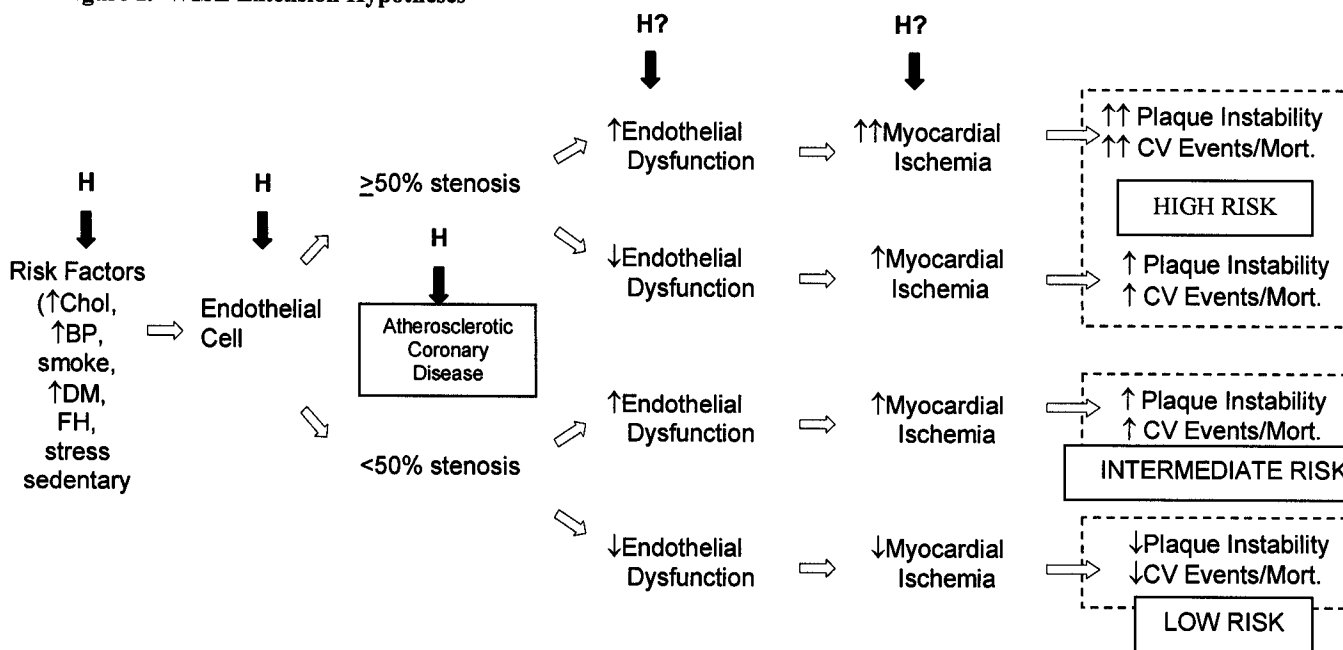 Extension Hypotheses
H?
H?
↑Endothelial
Dysfunction
↑↑Myocardial
Ischemia
↑↑ Plaque Instability
↑↑ CV Events/Mort.
HIGH RISK
H
H
≥50% stenosis
H
↓Endothelial
Dysfunction
↑Myocardial
Ischemia
↑ Plaque Instability
↑ CV Events/Mort.
Risk Factors
(↑Chol,
↑BP,
smoke,
↑DM,
FH,
stress
sedentary
Endothelial
Cell
Atherosclerotic
Coronary
Disease
↑Endothelial
Dysfunction
↑Myocardial
Ischemia
↑ Plaque Instability
↑ CV Events/Mort.
INTERMEDIATE RISK
<50% stenosis
↓Endothelial
Dysfunction
↓Myocardial
Ischemia
↓Plaque Instability
↓CV Events/Mort.
LOW RISK